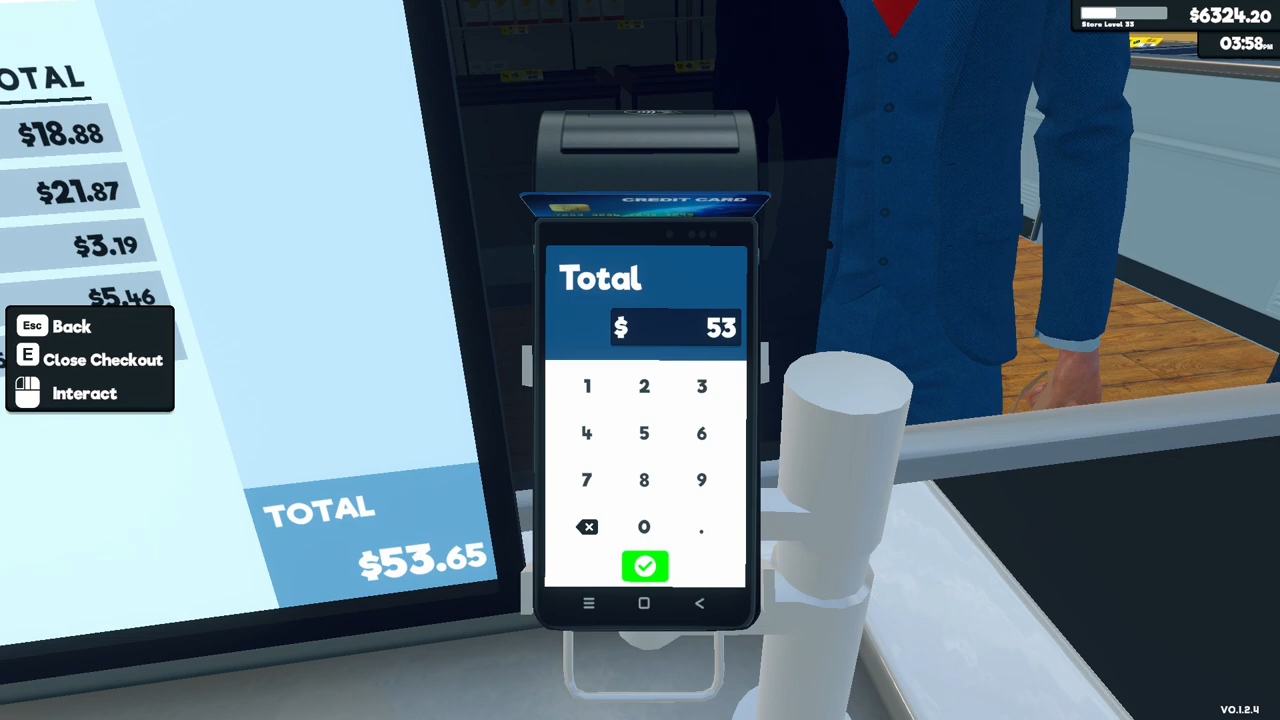 $6324.20
Store Level 33
03:58PM
OTAL
$18.88
$21.87
$3.19
$5.46
Esc Back
E Close Checkout
Interact
TOTAL
$53.65
CREDIT CARD
Total
$ 53
1 2 3
4 5 6
7 8 9
0 .
V0.1.2.4